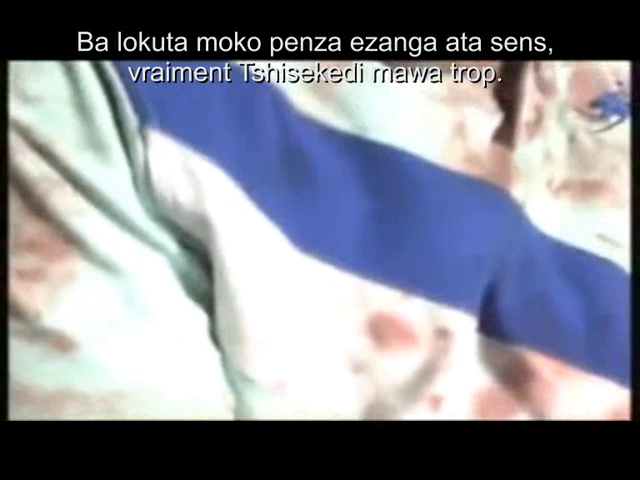 Ba lokuta moko penza ezanga ata sens,
vraiment Tshisekedi mawa trop.